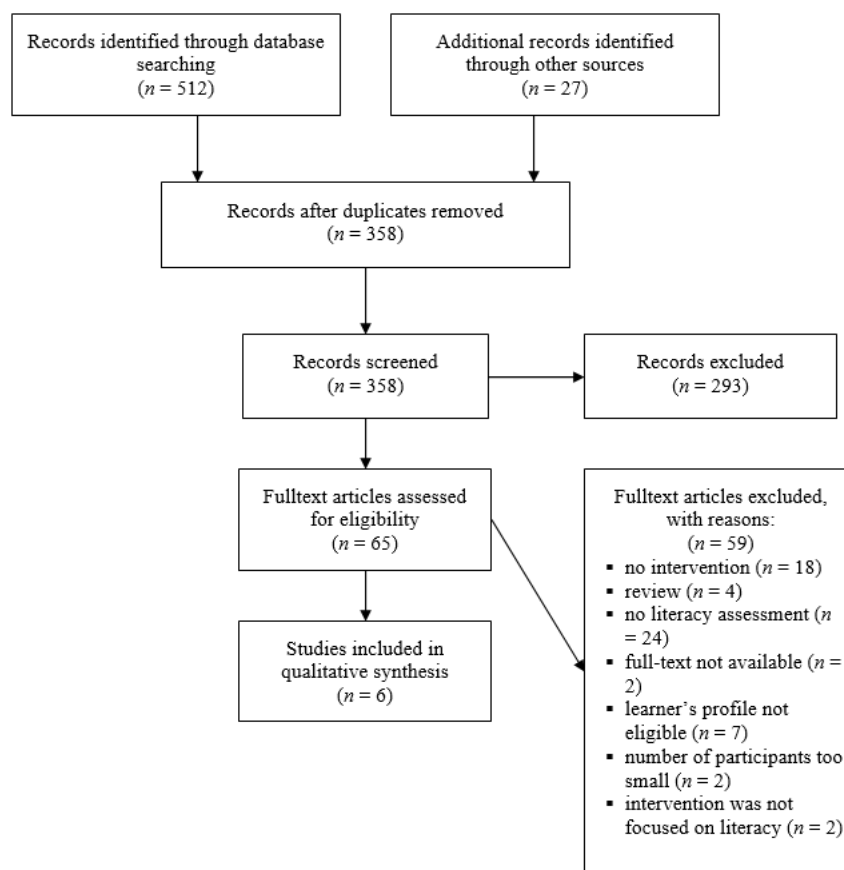 Records identified through database
searching
(n = 512)
Additional records identified
through other sources
(n = 27)
Records after duplicates removed
(n = 358)
Records screened
(n = 358)
Records excluded
(n = 293)
Fulltext articles assessed
for eligibility
(n = 65)
Fulltext articles excluded,
with reasons:
(n = 59)
▪ no intervention (n = 18)
▪ review (n = 4)
▪ no literacy assessment (n
= 24)
▪ full-text not available (n =
2)
▪ learner’s profile not
eligible (n = 7)
▪ number of participants too
small (n = 2)
▪ intervention was not
focused on literacy (n = 2)
Studies included in
qualitative synthesis
(n = 6)